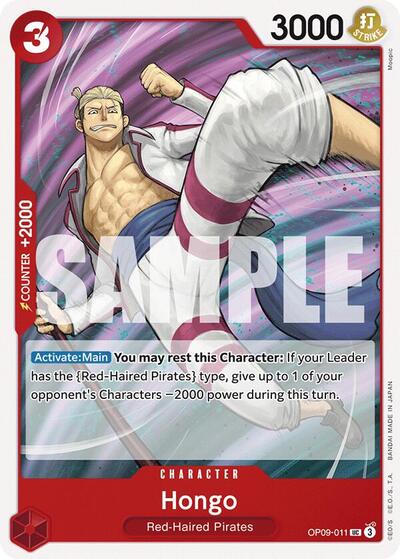 3
3000
打
STRIKE
Moopic
COUNTER +2000
SAMPLE
Activate:Main You may rest this Character: If your Leader
has the {Red-Haired Pirates} type, give up to 1 of your
opponent's Characters −2000 power during this turn.
CHARACTER
Hongo
Red-Haired Pirates
OP09-011 UC 3
©E.O./S., T.A. BANDAI MADE IN JAPAN